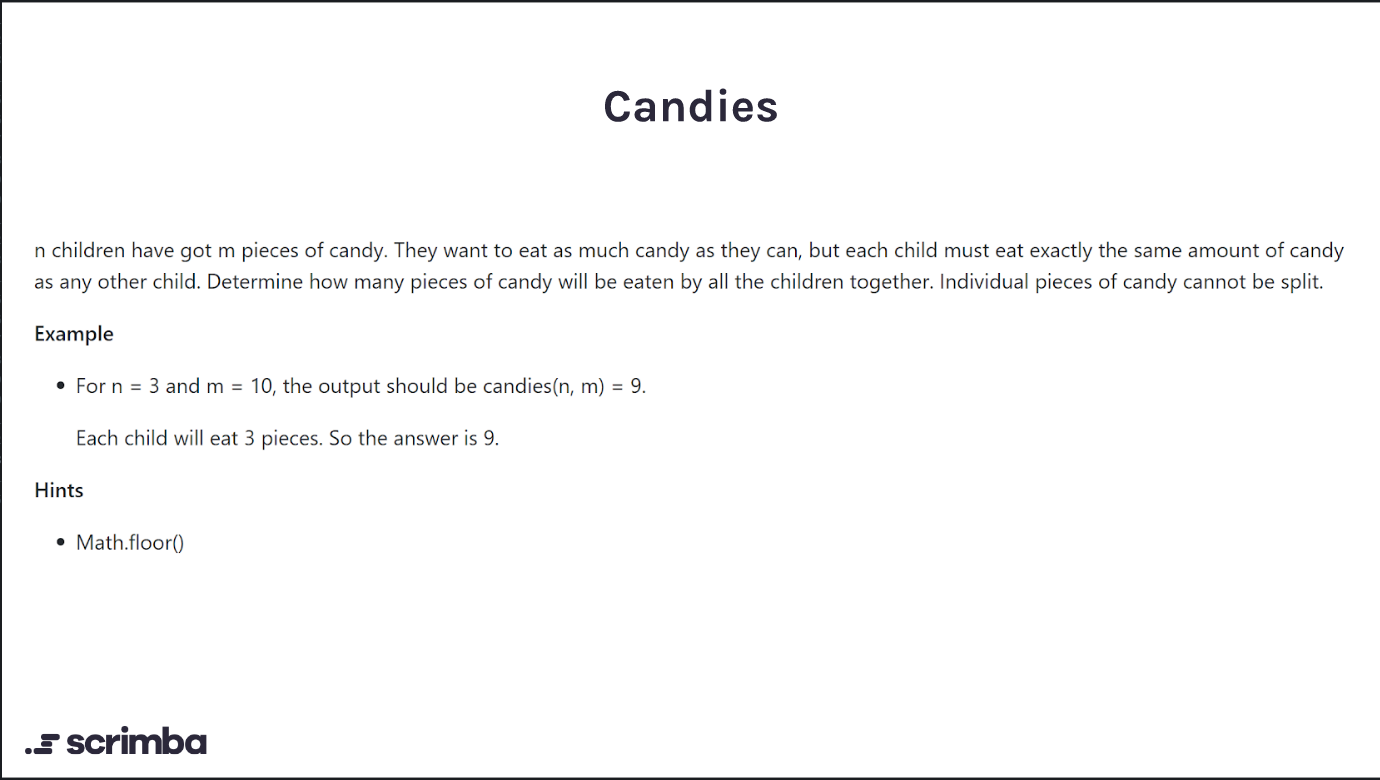 Candies
n children have got m pieces of candy. They want to eat as much candy as they can, but each child must eat exactly the same amount of candy
as any other child. Determine how many pieces of candy will be eaten by all the children together. Individual pieces of candy cannot be split.
Example
• For n = 3 and m = 10, the output should be candies(n, m) = 9.
Each child will eat 3 pieces. So the answer is 9.
Hints
• Math.floor()
scrimba